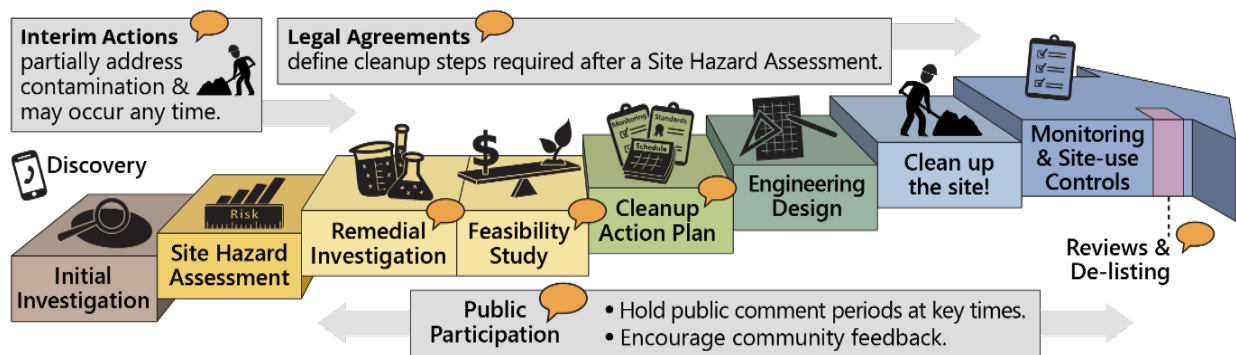 Interim Actions
partially address
contamination &
may occur any time.
Legal Agreements
define cleanup steps required after a Site Hazard Assessment.
Discovery
Initial
Investigation
Risk
Site Hazard
Assessment
Remedial
Investigation
$
Feasibility
Study
Monitoring
Standards
Schedule
Cleanup
Action Plan
Engineering
Design
Clean up
the site!
Monitoring
& Site-use
Controls
Reviews &
De-listing
Public
Participation
• Hold public comment periods at key times.
• Encourage community feedback.